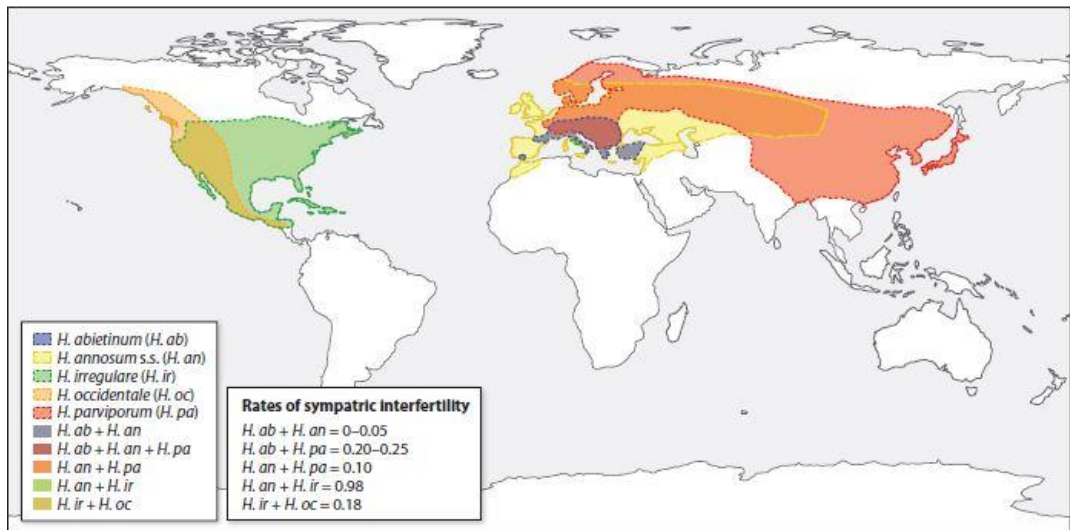 H. abietinum (H. ab)
H. annosum s.s. (H. an)
H. irregulare (H. ir)
H. occidentale (H. oc)
H. parviporum (H. pa)
H. ab + H. an
H. ab + H. an + H. pa
H. an + H. pa
H. an + H. ir
H. ir + H. oc
Rates of sympatric interfertility
H. ab + H. an = 0–0.05
H. ab + H. pa = 0.20–0.25
H. an + H. pa = 0.10
H. an + H. ir = 0.98
H. ir + H. oc = 0.18